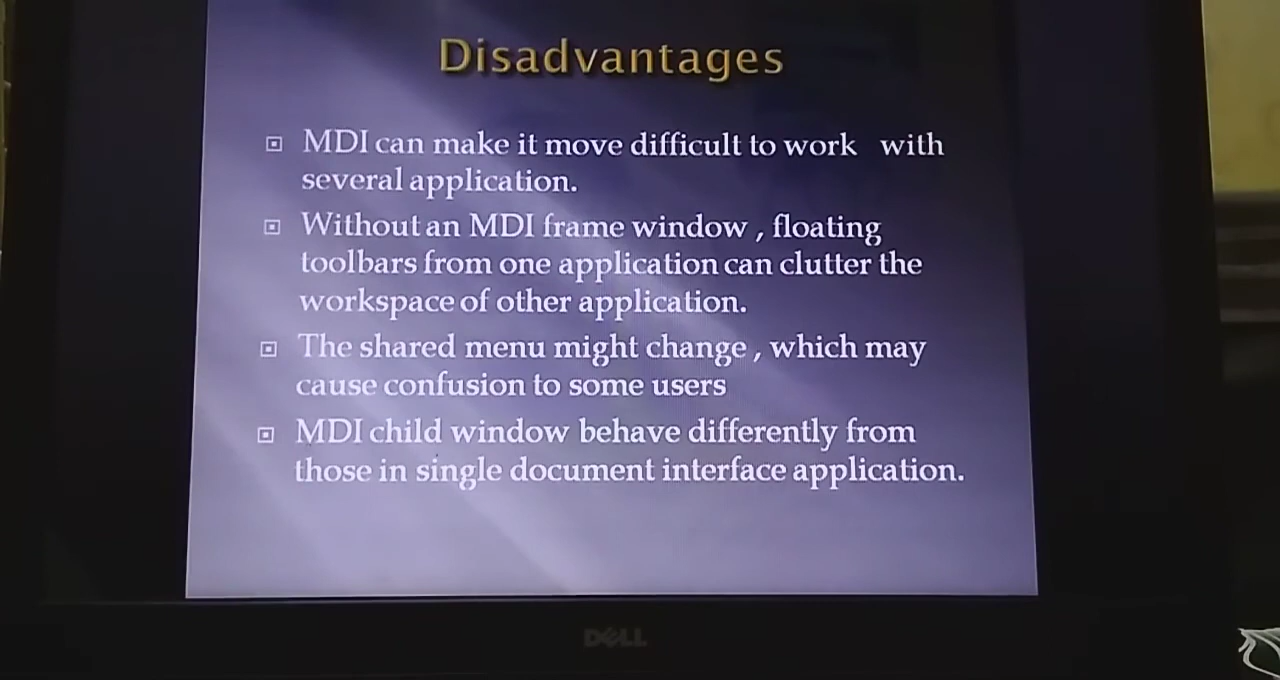 Disadvantages
MDI can make it move difficult to work with
several application.
Without an MDI frame window , floating
toolbars from one application can clutter the
workspace of other application.
The shared menu might change , which may
cause confusion to some users
MDI child window behave differently from
those in single document interface application.
DELL